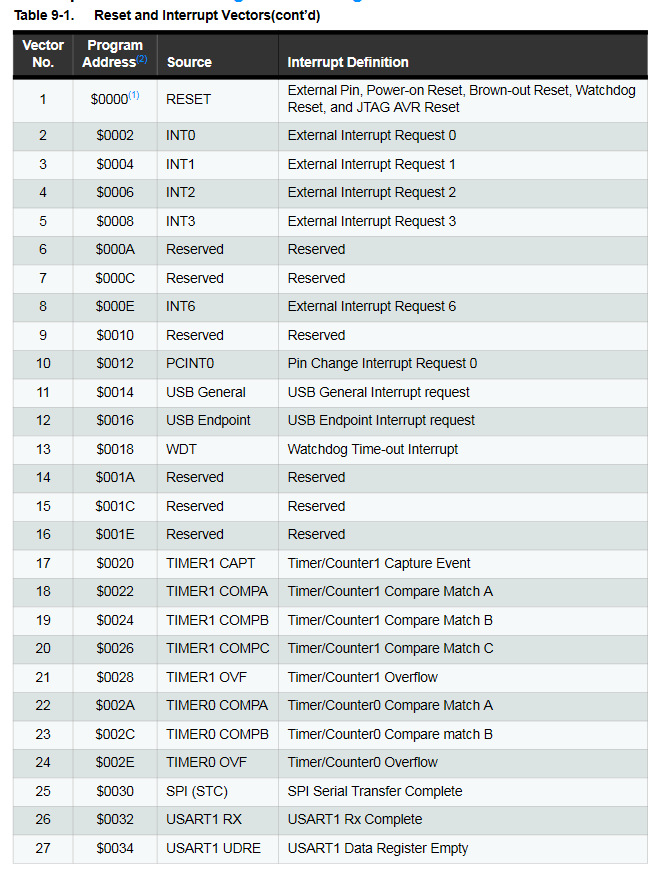 Table 9-1. Reset and Interrupt Vectors(cont'd)
Vector No. Program Address(2) Source Interrupt Definition
1 $0000(1) RESET External Pin, Power-on Reset, Brown-out Reset, Watchdog
Reset, and JTAG AVR Reset
2 $0002 INT0 External Interrupt Request 0
3 $0004 INT1 External Interrupt Request 1
4 $0006 INT2 External Interrupt Request 2
5 $0008 INT3 External Interrupt Request 3
6 $000A Reserved Reserved
7 $000C Reserved Reserved
8 $000E INT6 External Interrupt Request 6
9 $0010 Reserved Reserved
10 $0012 PCINT0 Pin Change Interrupt Request 0
11 $0014 USB General USB General Interrupt request
12 $0016 USB Endpoint USB Endpoint Interrupt request
13 $0018 WDT Watchdog Time-out Interrupt
14 $001A Reserved Reserved
15 $001C Reserved Reserved
16 $001E Reserved Reserved
17 $0020 TIMER1 CAPT Timer/Counter1 Capture Event
18 $0022 TIMER1 COMPA Timer/Counter1 Compare Match A
19 $0024 TIMER1 COMPB Timer/Counter1 Compare Match B
20 $0026 TIMER1 COMPC Timer/Counter1 Compare Match C
21 $0028 TIMER1 OVF Timer/Counter1 Overflow
22 $002A TIMER0 COMPA Timer/Counter0 Compare Match A
23 $002C TIMER0 COMPB Timer/Counter0 Compare match B
24 $002E TIMER0 OVF Timer/Counter0 Overflow
25 $0030 SPI (STC) SPI Serial Transfer Complete
26 $0032 USART1 RX USART1 Rx Complete
27 $0034 USART1 UDRE USART1 Data Register Empty